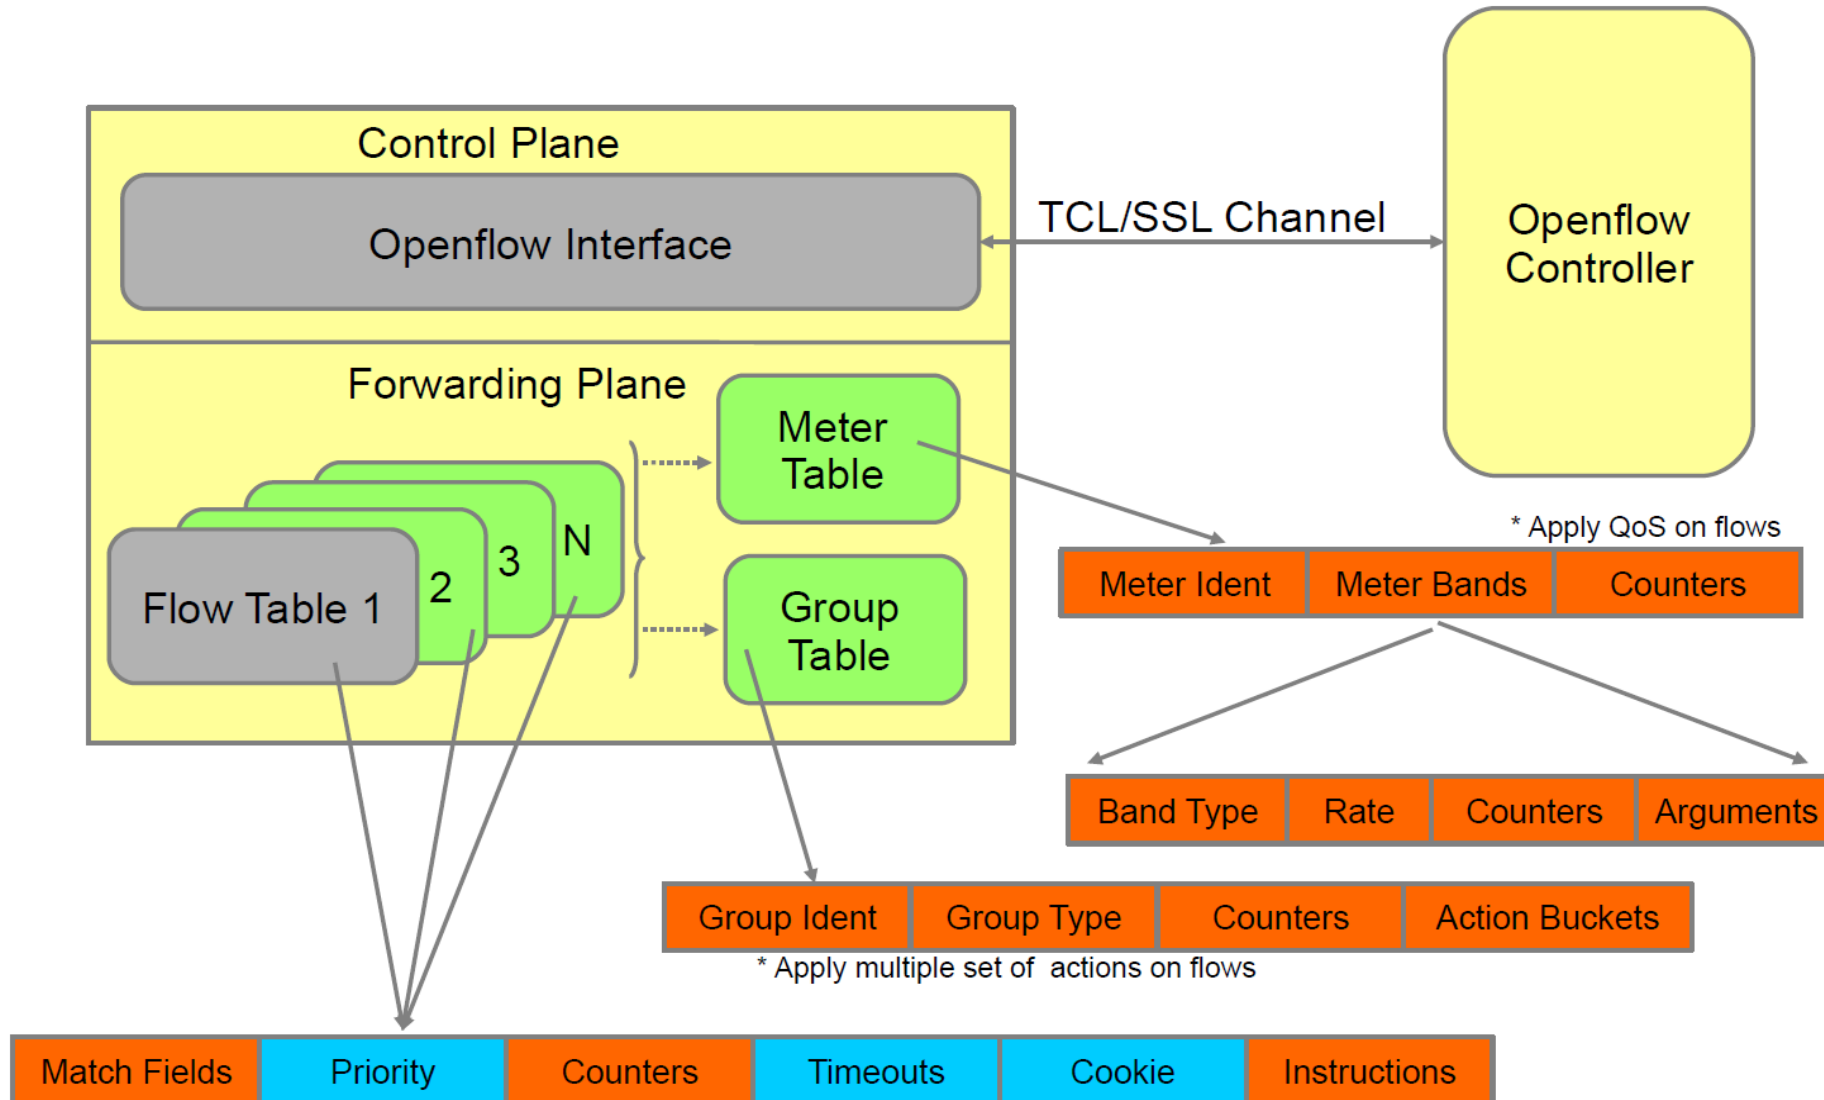 Control Plane
Openflow Interface
TCL/SSL Channel
Openflow
Controller
Forwarding Plane
Meter
Table
Flow Table 1
2
3
N
Group
Table
* Apply QoS on flows
Meter Ident
Meter Bands
Counters
Band Type
Rate
Counters
Arguments
Group Ident
Group Type
Counters
Action Buckets
* Apply multiple set of actions on flows
Match Fields
Priority
Counters
Timeouts
Cookie
Instructions